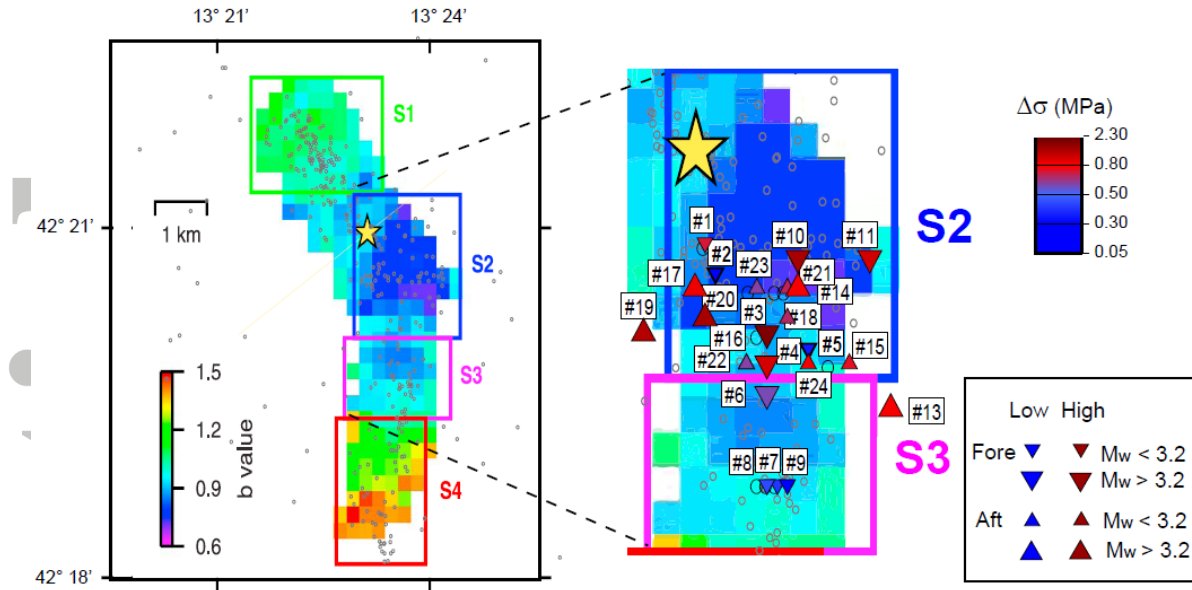 13° 21' 13° 24'
S1
42° 21'
1 km
S2
S3
S4
b value
1.5
1.2
0.9
0.6
42° 18'
#1
#2
#10
#11
#17
#23
#21
#19
#20
#3
#14
#16
#18
#22
#4
#5
#15
#6
#24
#13
#8
#7
#9
S2
S3
Δσ (MPa)
2.30
0.80
0.50
0.30
0.05
Low High
Fore Mw < 3.2
Mw > 3.2
Aft Mw < 3.2
Mw > 3.2